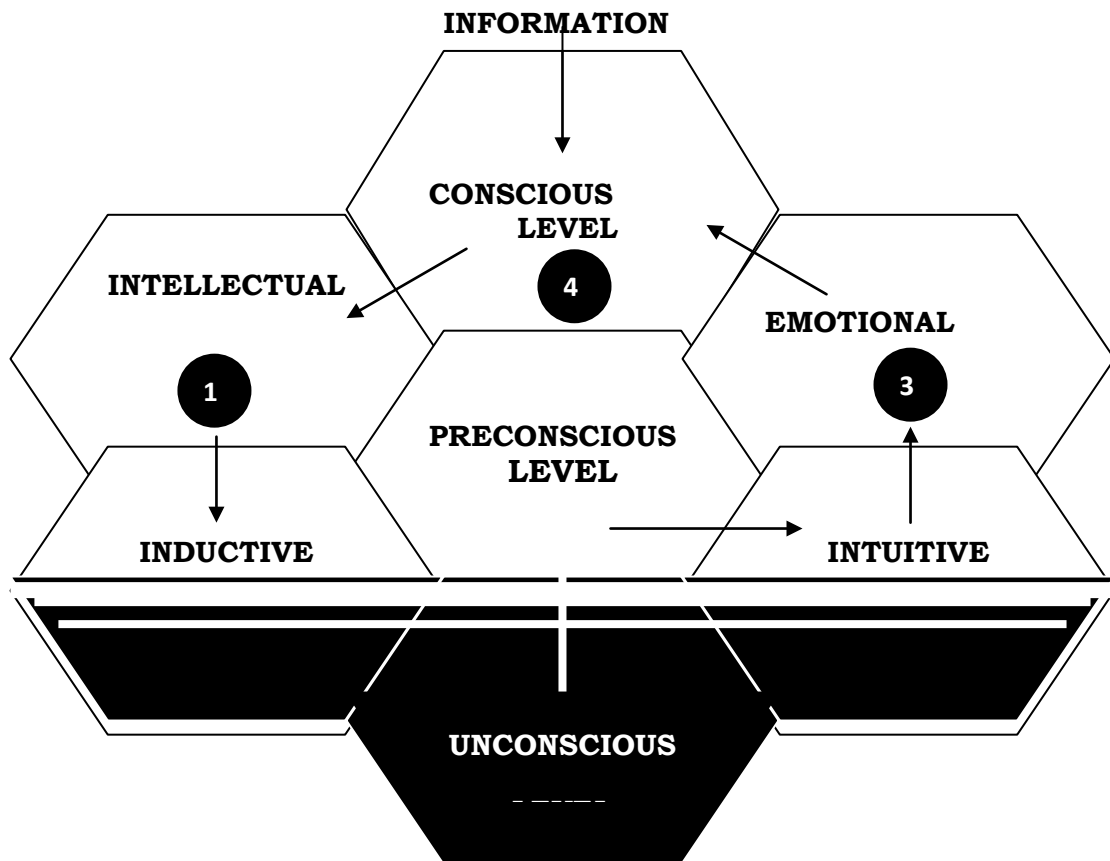 INFORMATION
CONSCIOUS
LEVEL
INTELLECTUAL
4
EMOTIONAL
1
3
PRECONSCIOUS
LEVEL
INDUCTIVE
INTUITIVE
UNCONSCIOUS